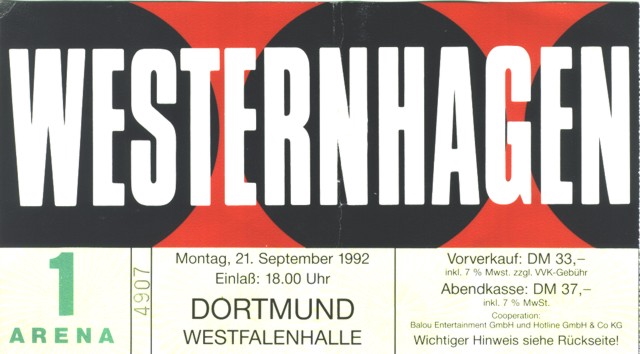 WESTERNHAGEN
1
ARENA
4907
Montag, 21. September 1992
Einlaß: 18.00 Uhr
DORTMUND
WESTFALENHALLE
Vorverkauf: DM 33,–
inkl. 7 % Mwst. zzgl. VVK-Gebühr
Abendkasse: DM 37,–
inkl. 7 % MwSt.
Cooperation:
Balou Entertainment GmbH und Hotline GmbH & Co KG
Wichtiger Hinweis siehe Rückseite!